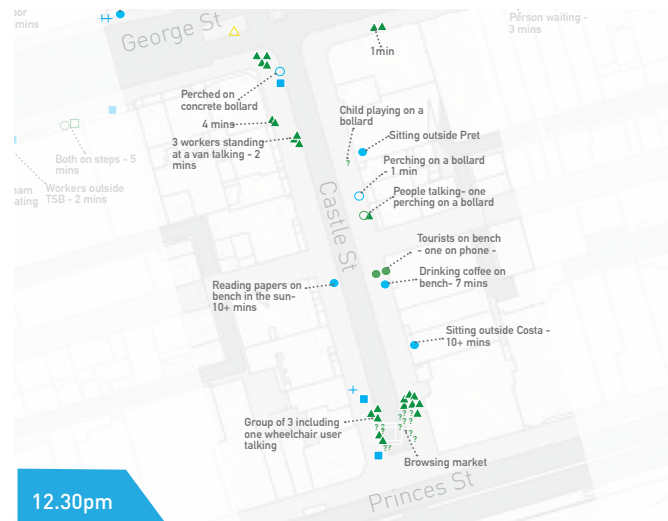 oor
mins
George St
Person waiting -
3 mins
1min
Perched on
concrete bollard
Child playing on a
bollard
4 mins
Sitting outside Pret
3 workers standing
at a van talking - 2
mins
Both on steps - 5
mins
Perching on a bollard
- 1 min
ham
ating
Workers outside
TSB - 2 mins
People talking- one
perching on a bollard
Castle St
Tourists on bench
- one on phone -
Drinking coffee on
bench- 7 mins
Reading papers on
bench in the sun-
10+ mins
Sitting outside Costa -
10+ mins
Group of 3 including
one wheelchair user
talking
Browsing market
Princes St
12.30pm